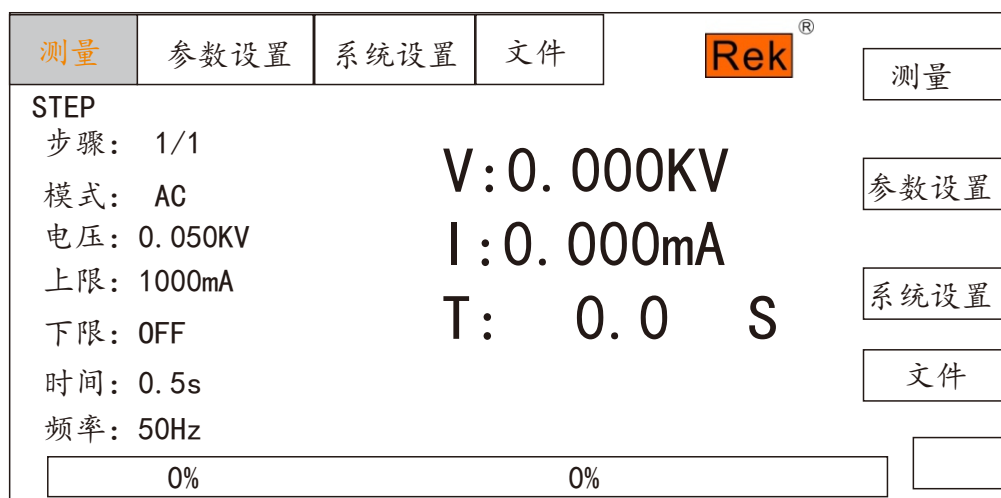 测量 参数设置 系统设置 文件 Rek®
测量
STEP
步骤： 1/1
模式： AC
电压：0.050KV
上限：1000mA
下限：OFF
时间：0.5s
频率：50Hz
V:0.000KV
I:0.000mA
T: 0.0 S
参数设置
系统设置
文件
0% 0%